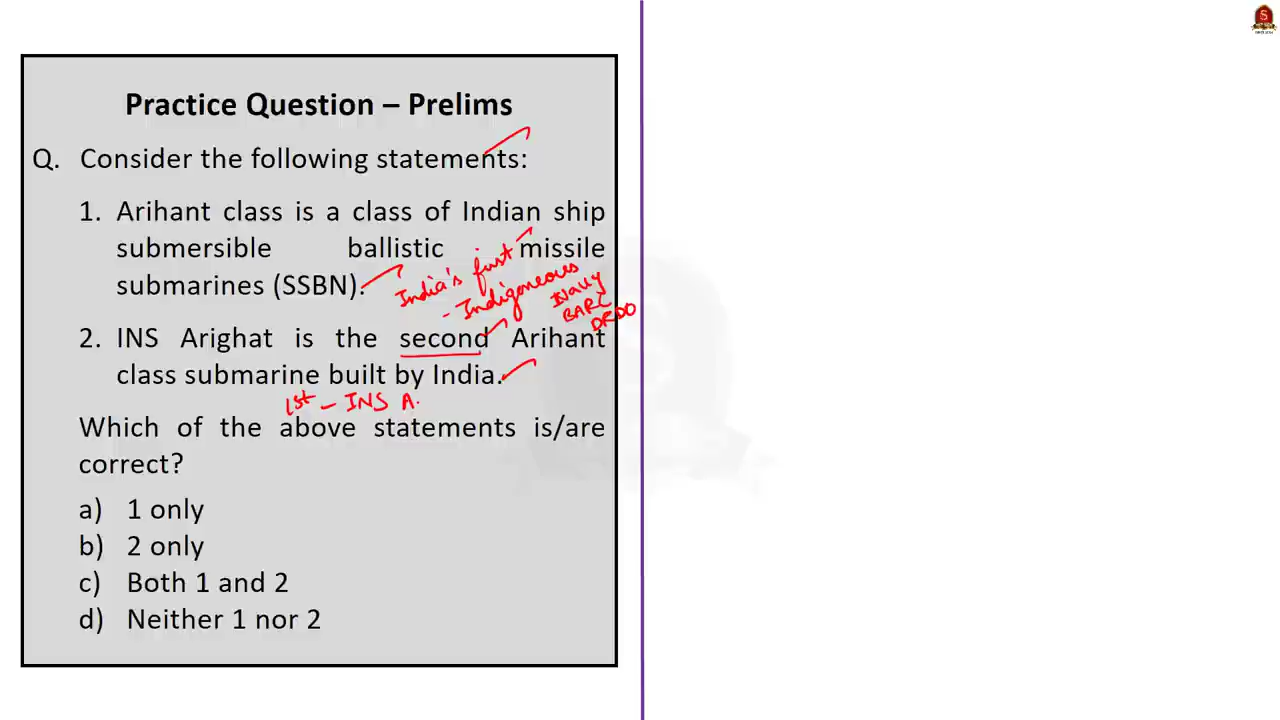 Practice Question – Prelims
Q. Consider the following statements:
1. Arihant class is a class of Indian ship
submersible ballistic missile
submarines (SSBN).
India's first
- Indigeneous
Navy
BARC
DRDO
2. INS Arighat is the second Arihant
class submarine built by India.
1st - INS A.
Which of the above statements is/are
correct?
a) 1 only
b) 2 only
c) Both 1 and 2
d) Neither 1 nor 2